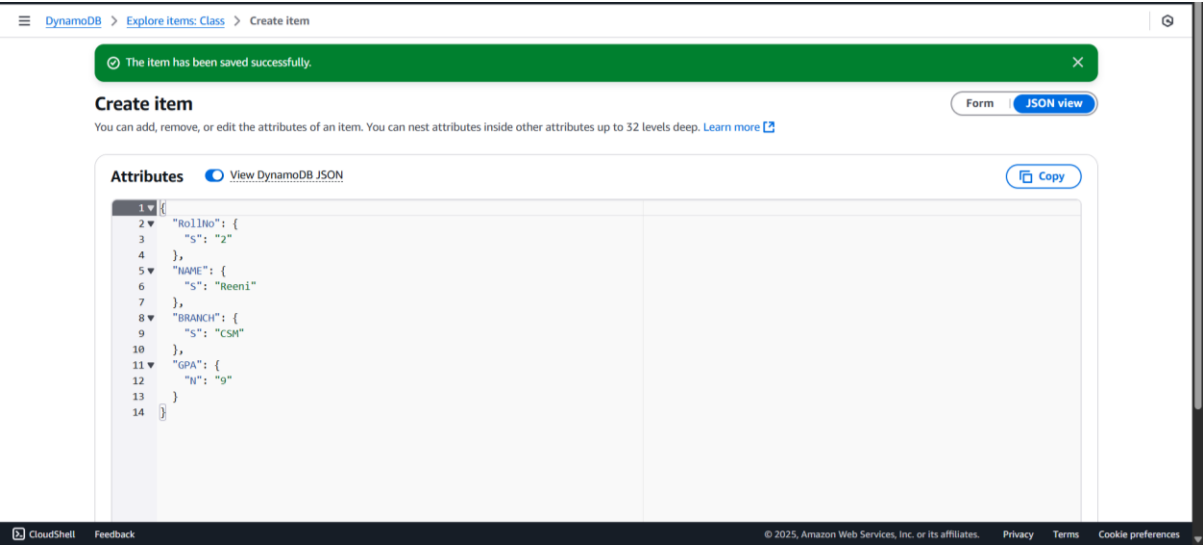 DynamoDB > Explore items: Class > Create item
The item has been saved successfully.
Create item
Form JSON view
You can add, remove, or edit the attributes of an item. You can nest attributes inside other attributes up to 32 levels deep. Learn more
Attributes View DynamoDB JSON Copy
1 {
2 "RollNo": {
3 "S": "2"
4 },
5 "NAME": {
6 "S": "Reeni"
7 },
8 "BRANCH": {
9 "S": "CSM"
10 },
11 "GPA": {
12 "N": "9"
13 }
14 }
CloudShell Feedback © 2025, Amazon Web Services, Inc. or its affiliates. Privacy Terms Cookie preferences